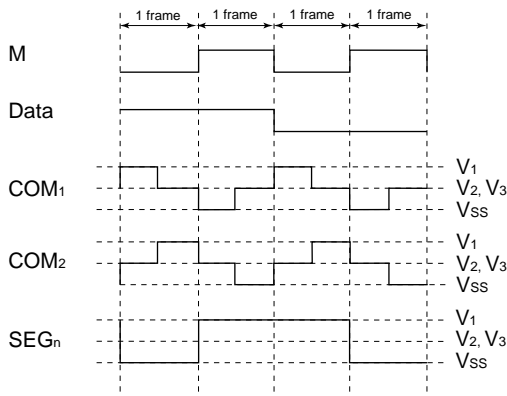 1 frame 1 frame 1 frame 1 frame
M
Data
V1
COM1 V2, V3
VSS
V1
COM2 V2, V3
VSS
V1
SEGn V2, V3
VSS